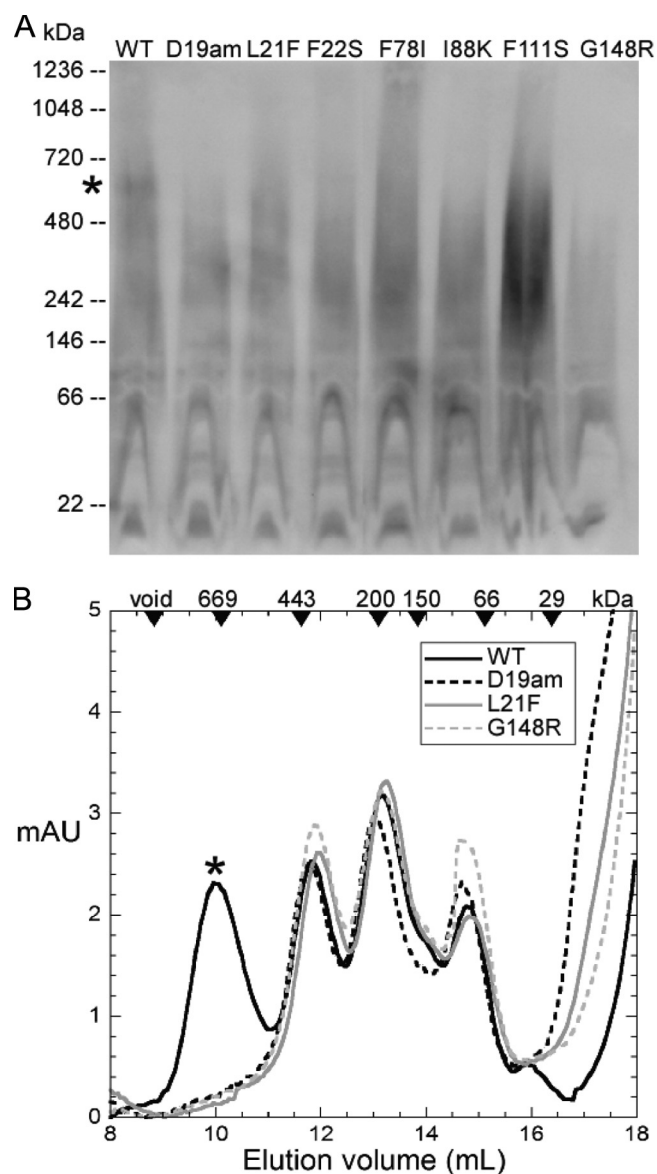 A kDa
WT D19am L21F F22S F78I I88K F111S G148R
1236 --
1048 --
720 --
*
480 --
242 --
146 --
66 --
22 --
B void 669 443 200 150 66 29 kDa
5
WT
D19am
L21F
G148R
4
3
mAU
*
2
1
0
8 10 12 14 16 18
Elution volume (mL)